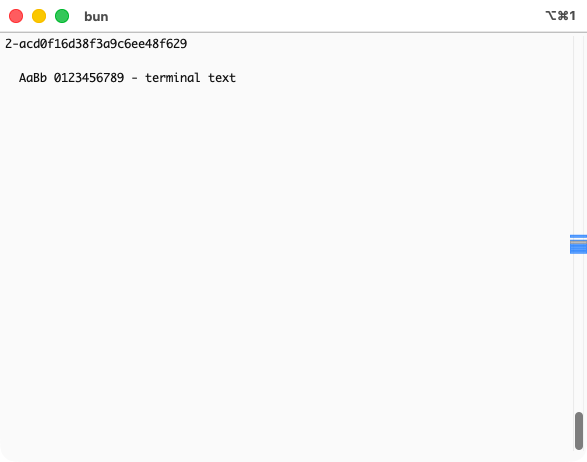 bun
⌥⌘1
2-acd0f16d38f3a9c6ee48f629
AaBb 0123456789 - terminal text